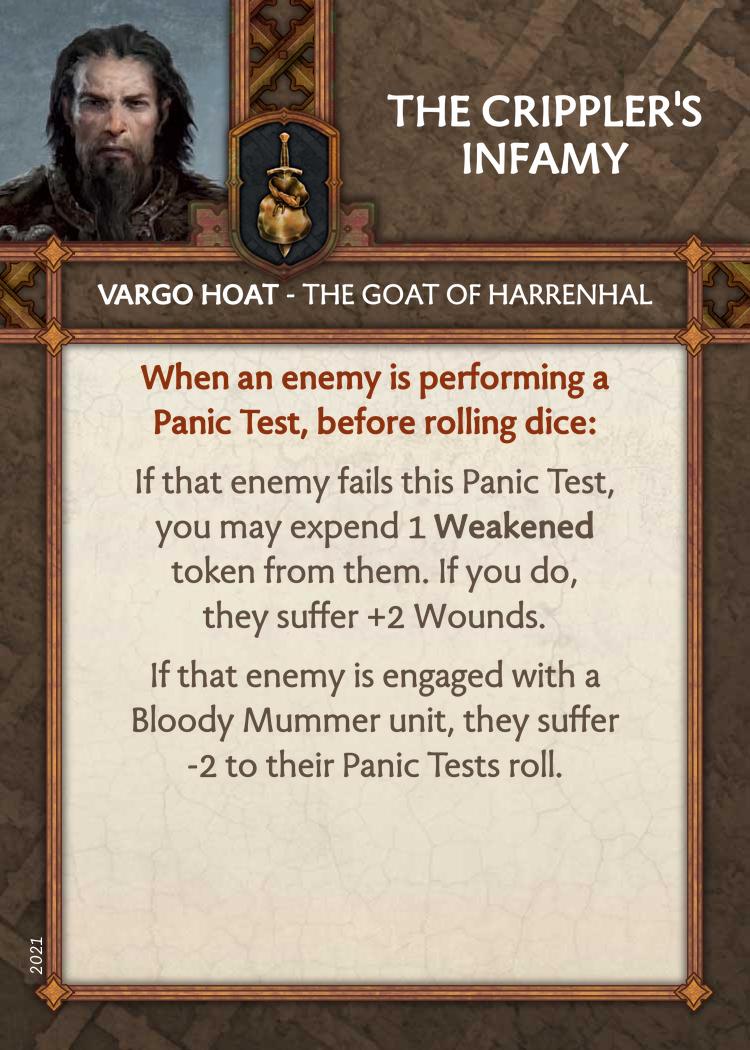 THE CRIPPLER'S
INFAMY
VARGO HOAT - THE GOAT OF HARRENHAL
When an enemy is performing a
Panic Test, before rolling dice:
If that enemy fails this Panic Test,
you may expend 1 Weakened
token from them. If you do,
they suffer +2 Wounds.
If that enemy is engaged with a
Bloody Mummer unit, they suffer
-2 to their Panic Tests roll.
2021